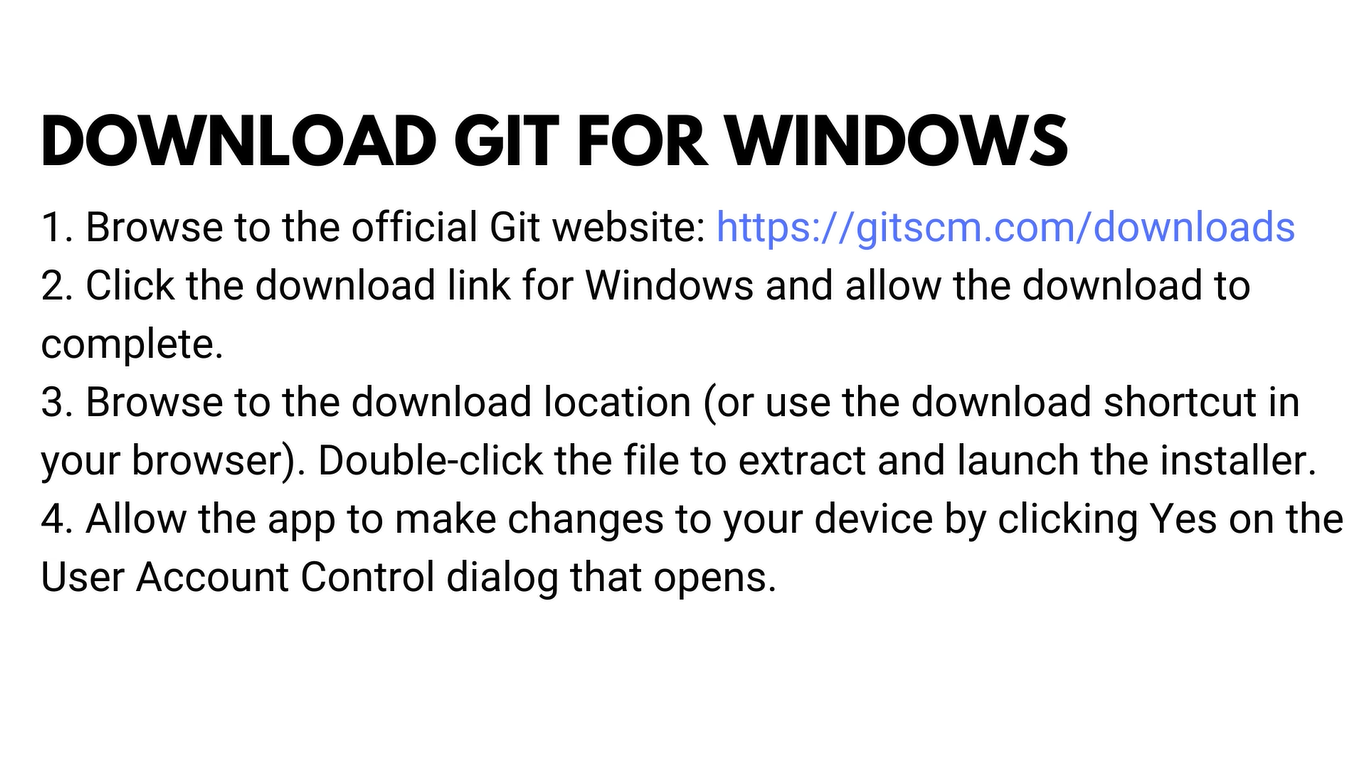 DOWNLOAD GIT FOR WINDOWS
1. Browse to the official Git website: https://gitscm.com/downloads
2. Click the download link for Windows and allow the download to
complete.
3. Browse to the download location (or use the download shortcut in
your browser). Double-click the file to extract and launch the installer.
4. Allow the app to make changes to your device by clicking Yes on the
User Account Control dialog that opens.